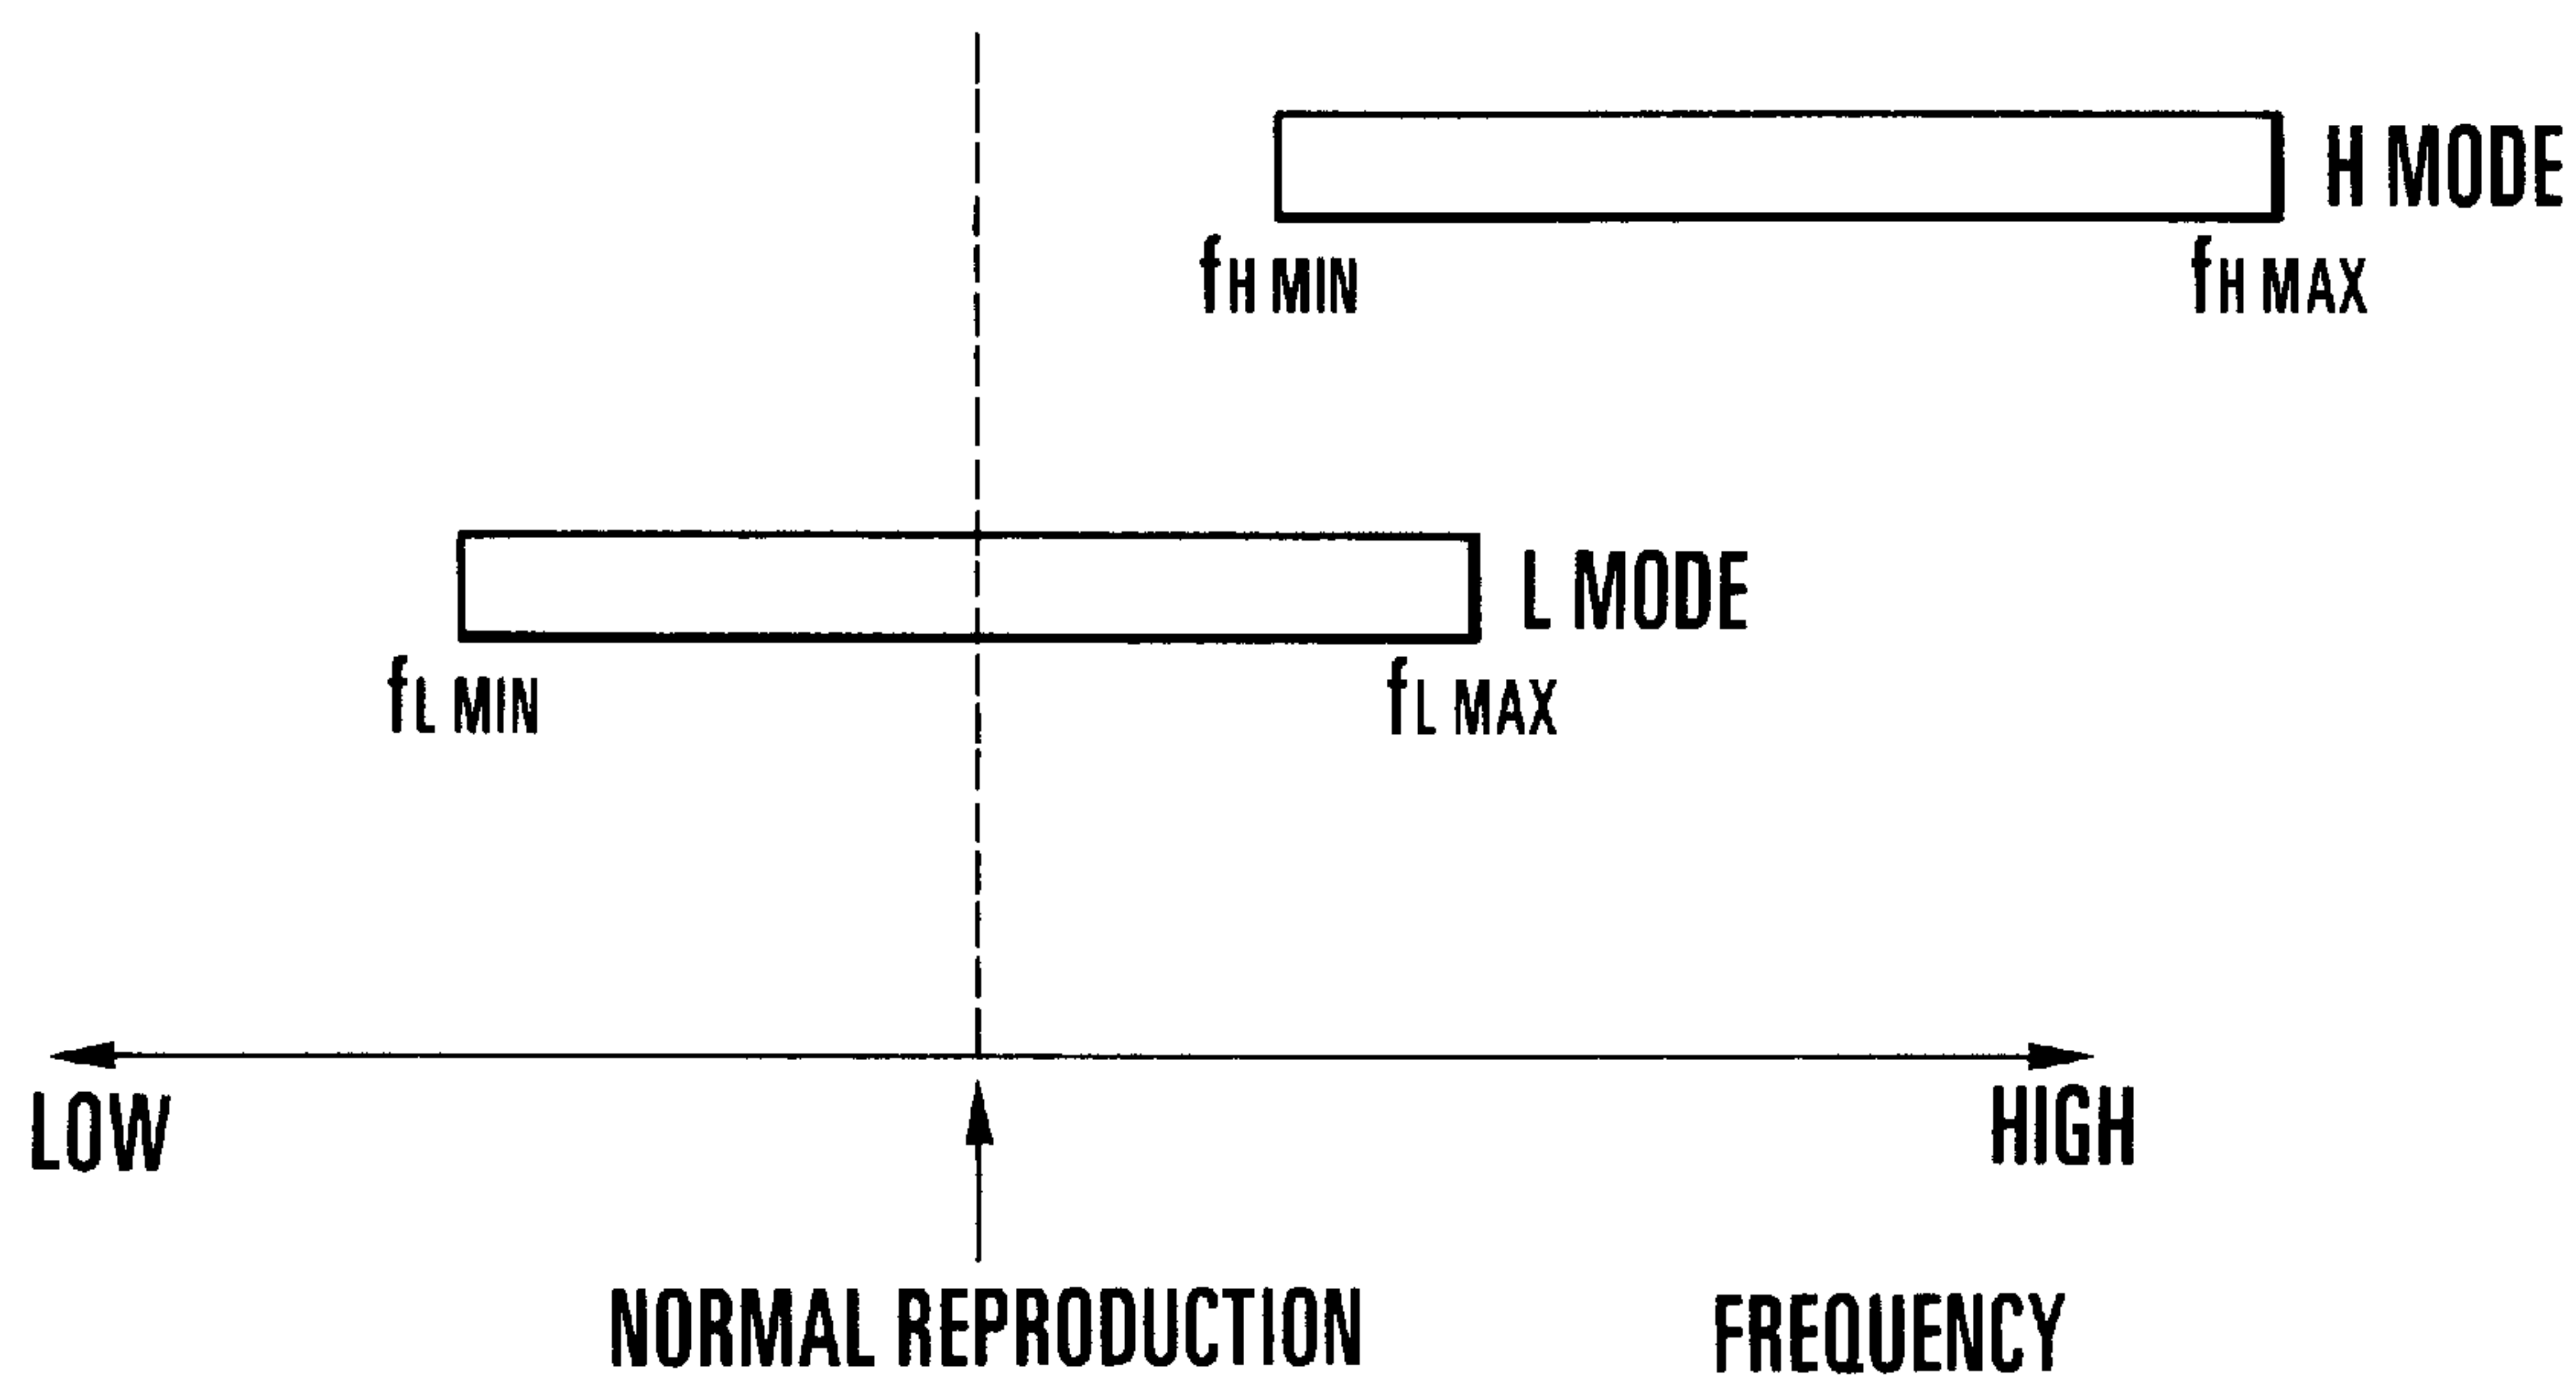 H MODE
fH MIN
fH MAX
L MODE
fL MIN
fL MAX
LOW
HIGH
NORMAL REPRODUCTION
FREQUENCY